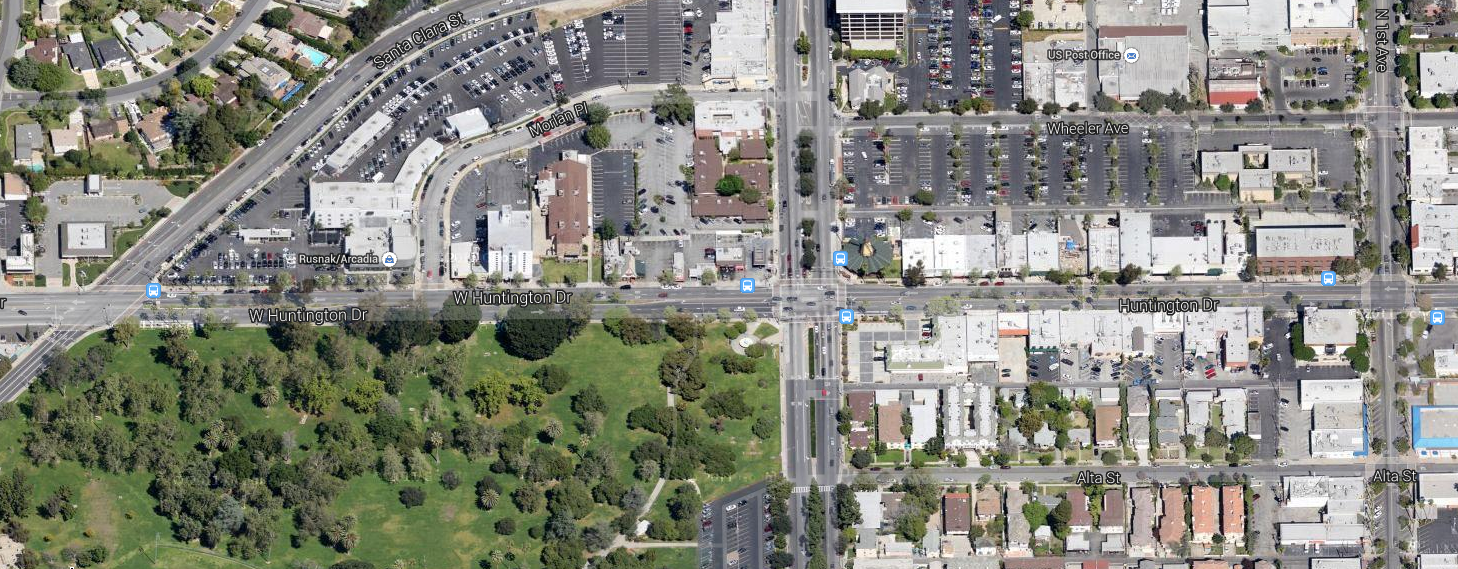 Santa Clara St
N 1st Ave
US Post Office
Morlan Pl
Wheeler Ave
Rusnak/Arcadia
r
W Huntington Dr
W Huntington Dr
Huntington Dr
Alta St
Alta St